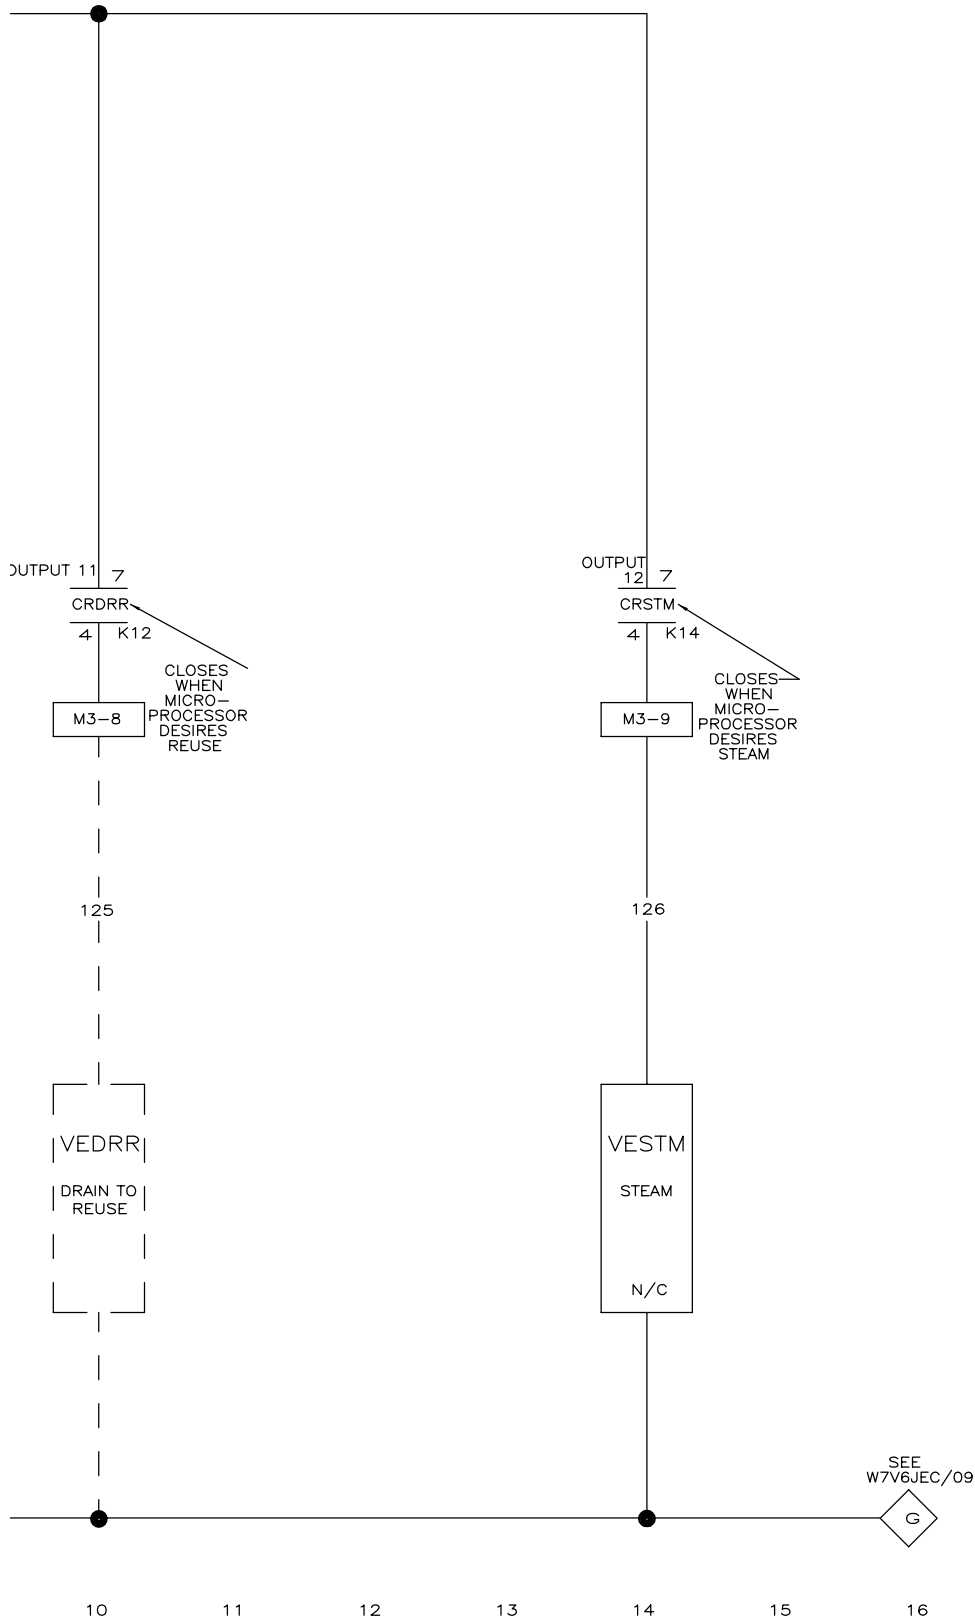 OUTPUT 11 7
CRDRR
4 K12
CLOSES
WHEN
MICRO-
PROCESSOR
DESIRES
REUSE
M3-8
125
VEDRR
DRAIN TO
REUSE
OUTPUT
12 7
CRSTM
4 K14
CLOSES
WHEN
MICRO-
PROCESSOR
DESIRES
STEAM
M3-9
126
VESTM
STEAM
N/C
SEE
W7V6JEC/09
G
10 11 12 13 14 15 16